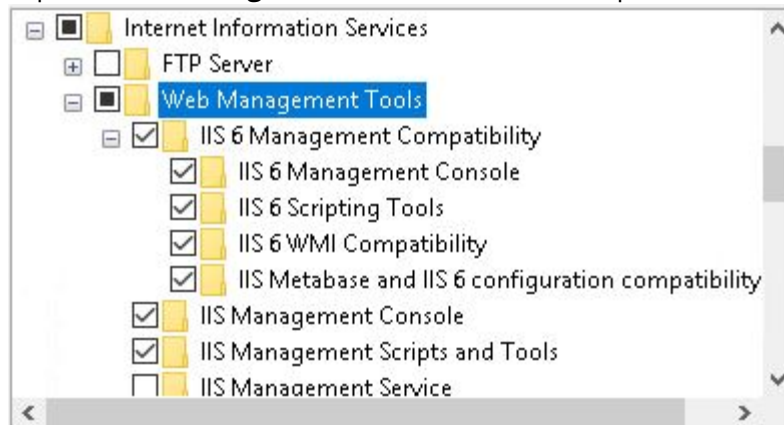 Internet Information Services
FTP Server
Web Management Tools
IIS 6 Management Compatibility
IIS 6 Management Console
IIS 6 Scripting Tools
IIS 6 WMI Compatibility
IIS Metabase and IIS 6 configuration compatibility
IIS Management Console
IIS Management Scripts and Tools
IIS Management Service